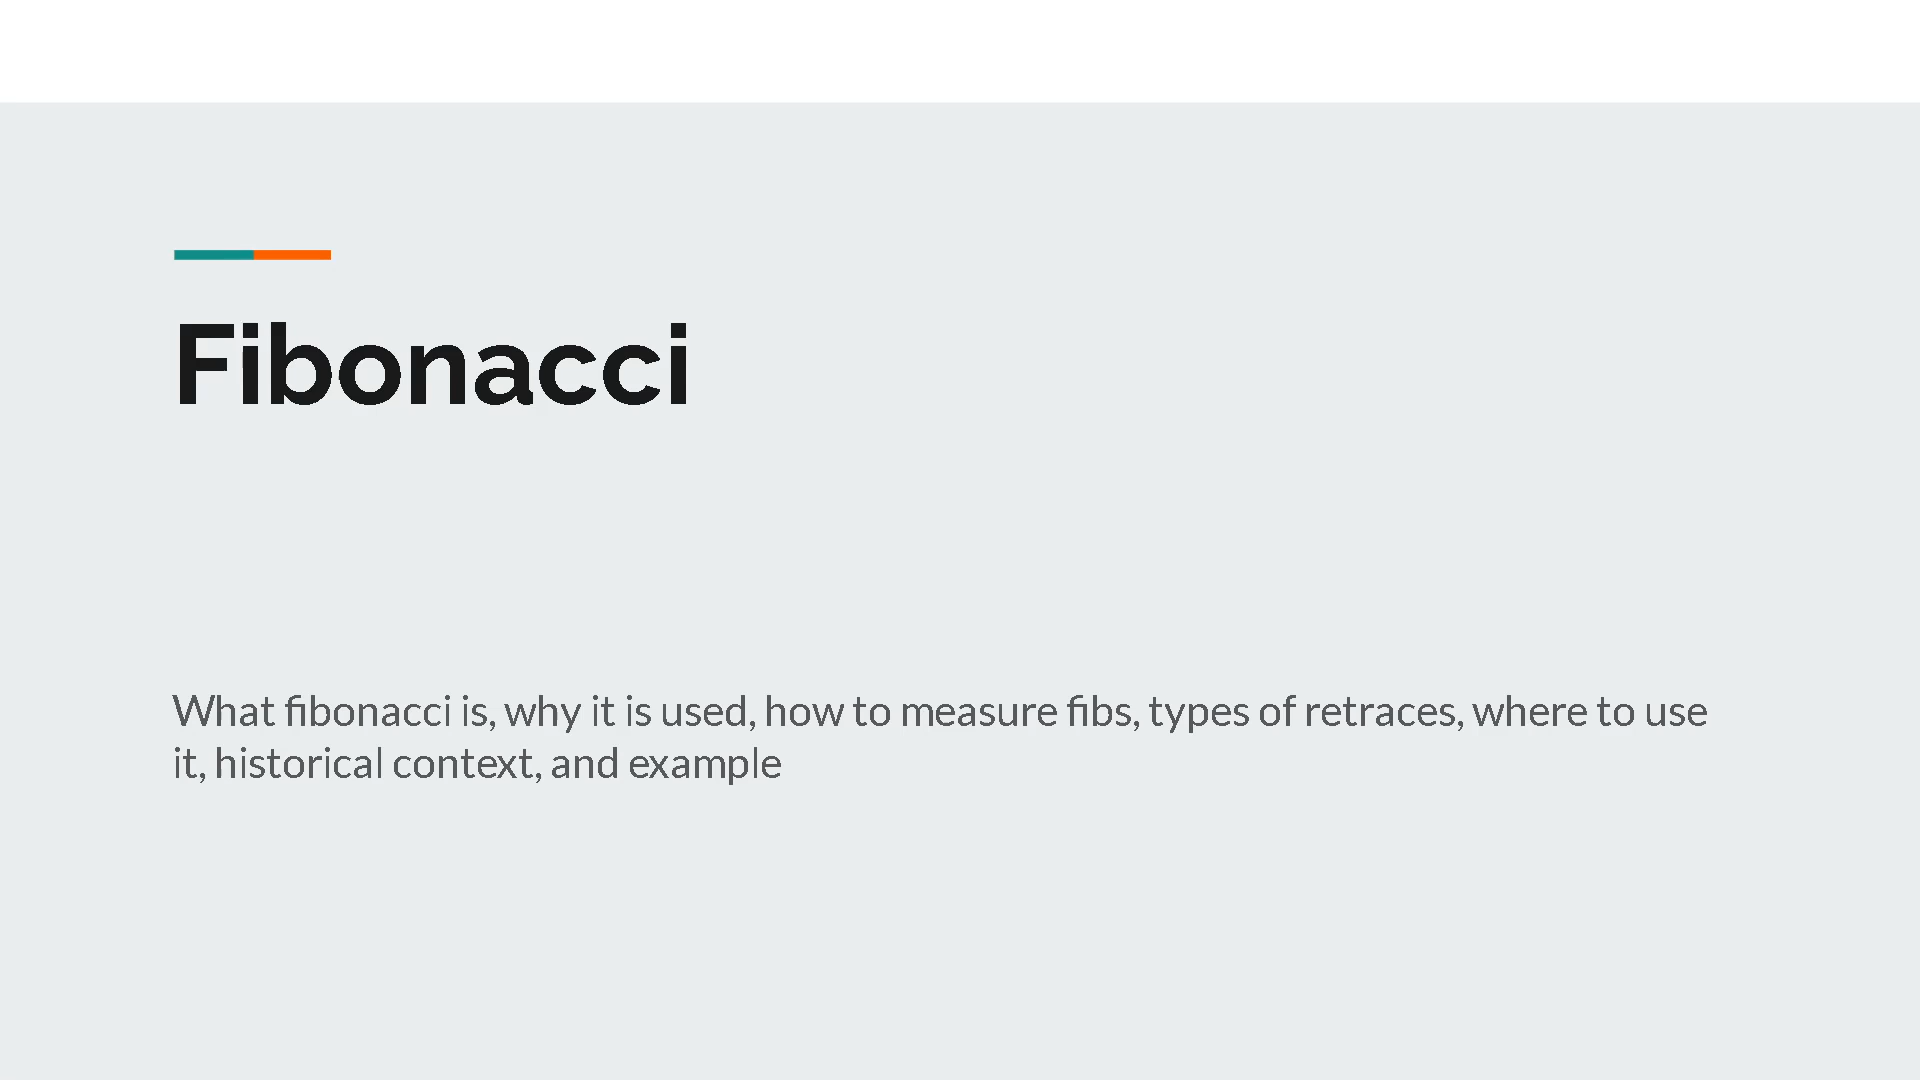 Fibonacci
What fibonacci is, why it is used, how to measure fibs, types of retraces, where to use
it, historical context, and example